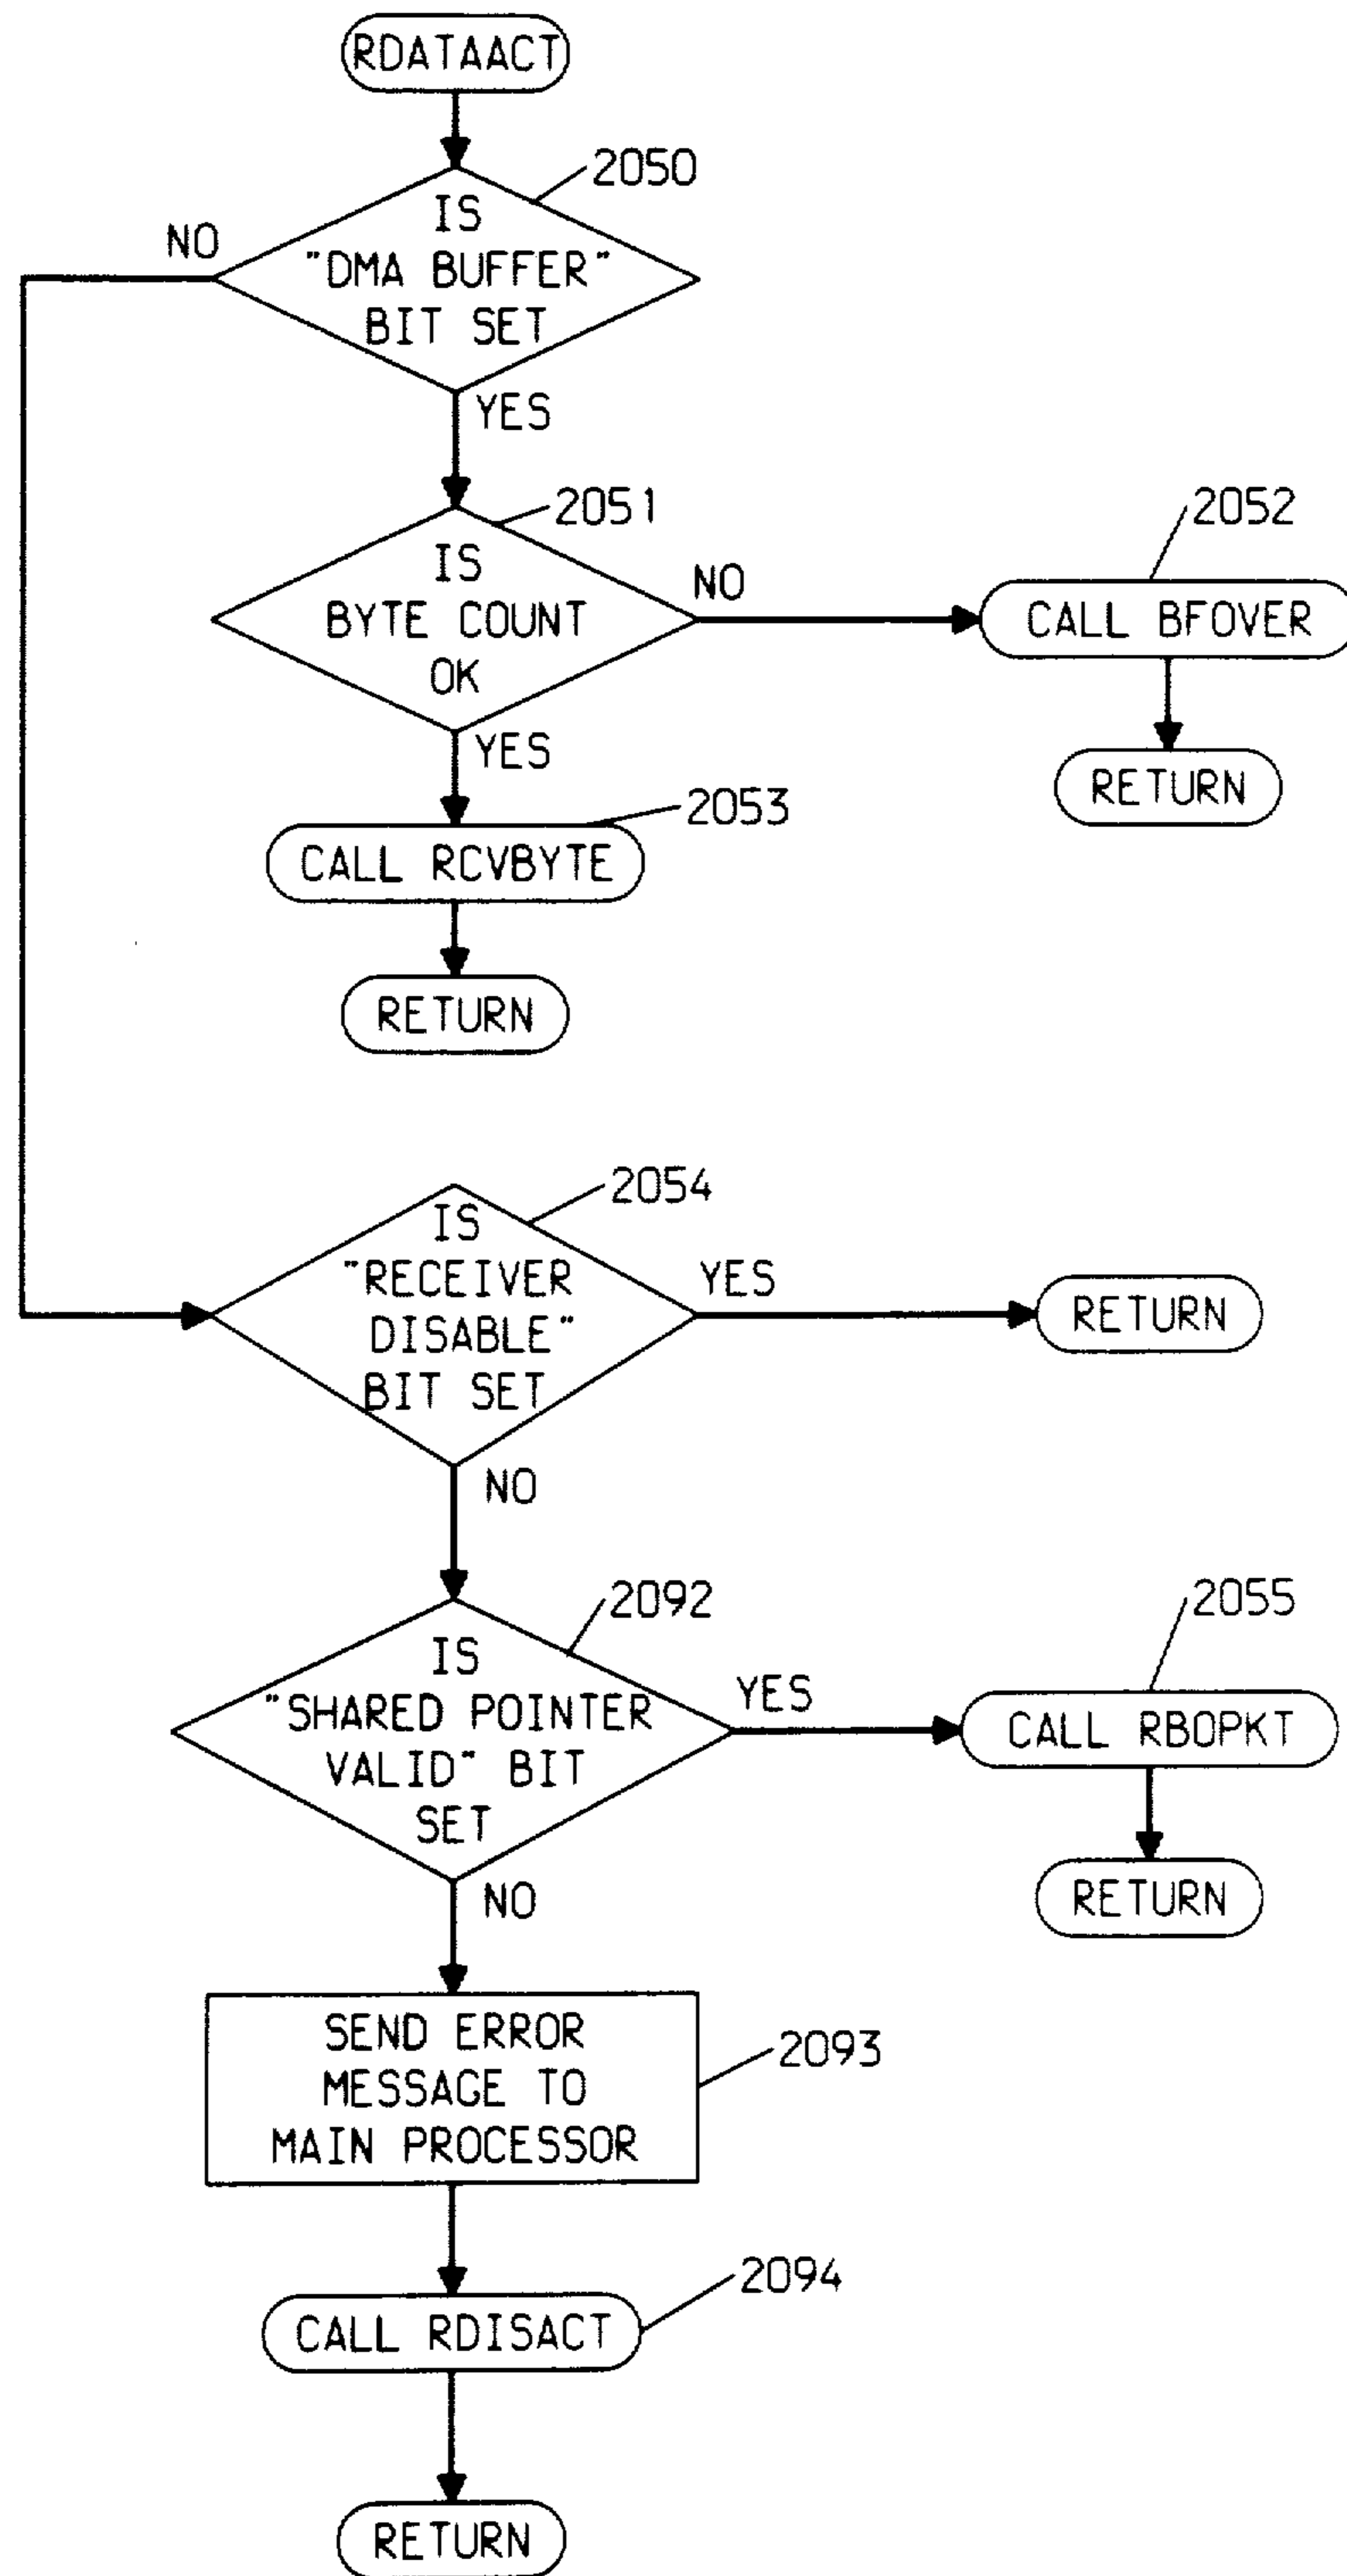 RDATAACT
2050
IS
"DMA BUFFER"
BIT SET
NO
YES
2051
IS
BYTE COUNT
OK
NO
2052
CALL BFOVER
RETURN
YES
2053
CALL RCVBYTE
RETURN
2054
IS
"RECEIVER
DISABLE"
BIT SET
YES
RETURN
NO
2092
IS
"SHARED POINTER
VALID" BIT
SET
YES
2055
CALL RBOPKT
RETURN
NO
SEND ERROR
MESSAGE TO
MAIN PROCESSOR
2093
2094
CALL RDISACT
RETURN